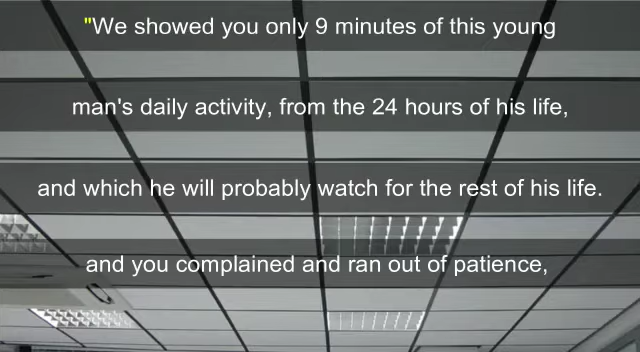 "We showed you only 9 minutes of this young
man's daily activity, from the 24 hours of his life,
and which he will probably watch for the rest of his life.
and you complained and ran out of patience,